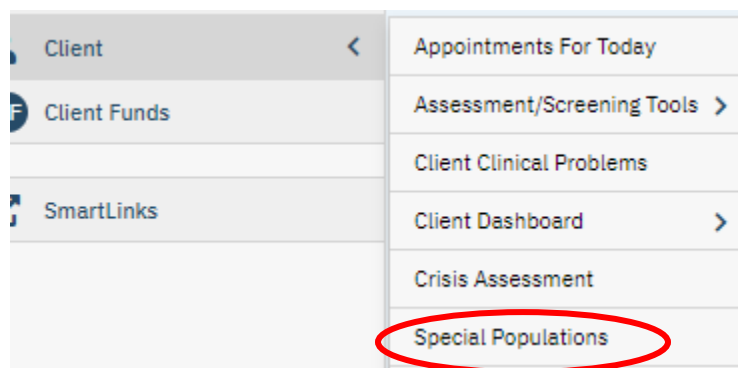 Client
Client Funds
SmartLinks
Appointments For Today
Assessment/Screening Tools
Client Clinical Problems
Client Dashboard
Crisis Assessment
Special Populations